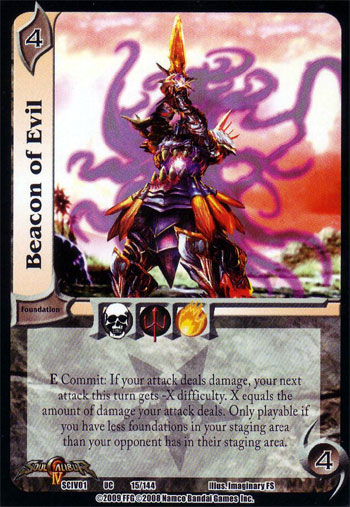 4
Beacon of Evil
Foundation
E Commit: If your attack deals damage, your next
attack this turn gets -X difficulty. X equals the
amount of damage your attack deals. Only playable if
you have less foundations in your staging area
than your opponent has in their staging area.
4
SOULCALIBUR
IV
SCIV01 UC 15/144 Illus. Imaginary FS
©2009 FFG ©2008 Namco Bandai Games, Inc.